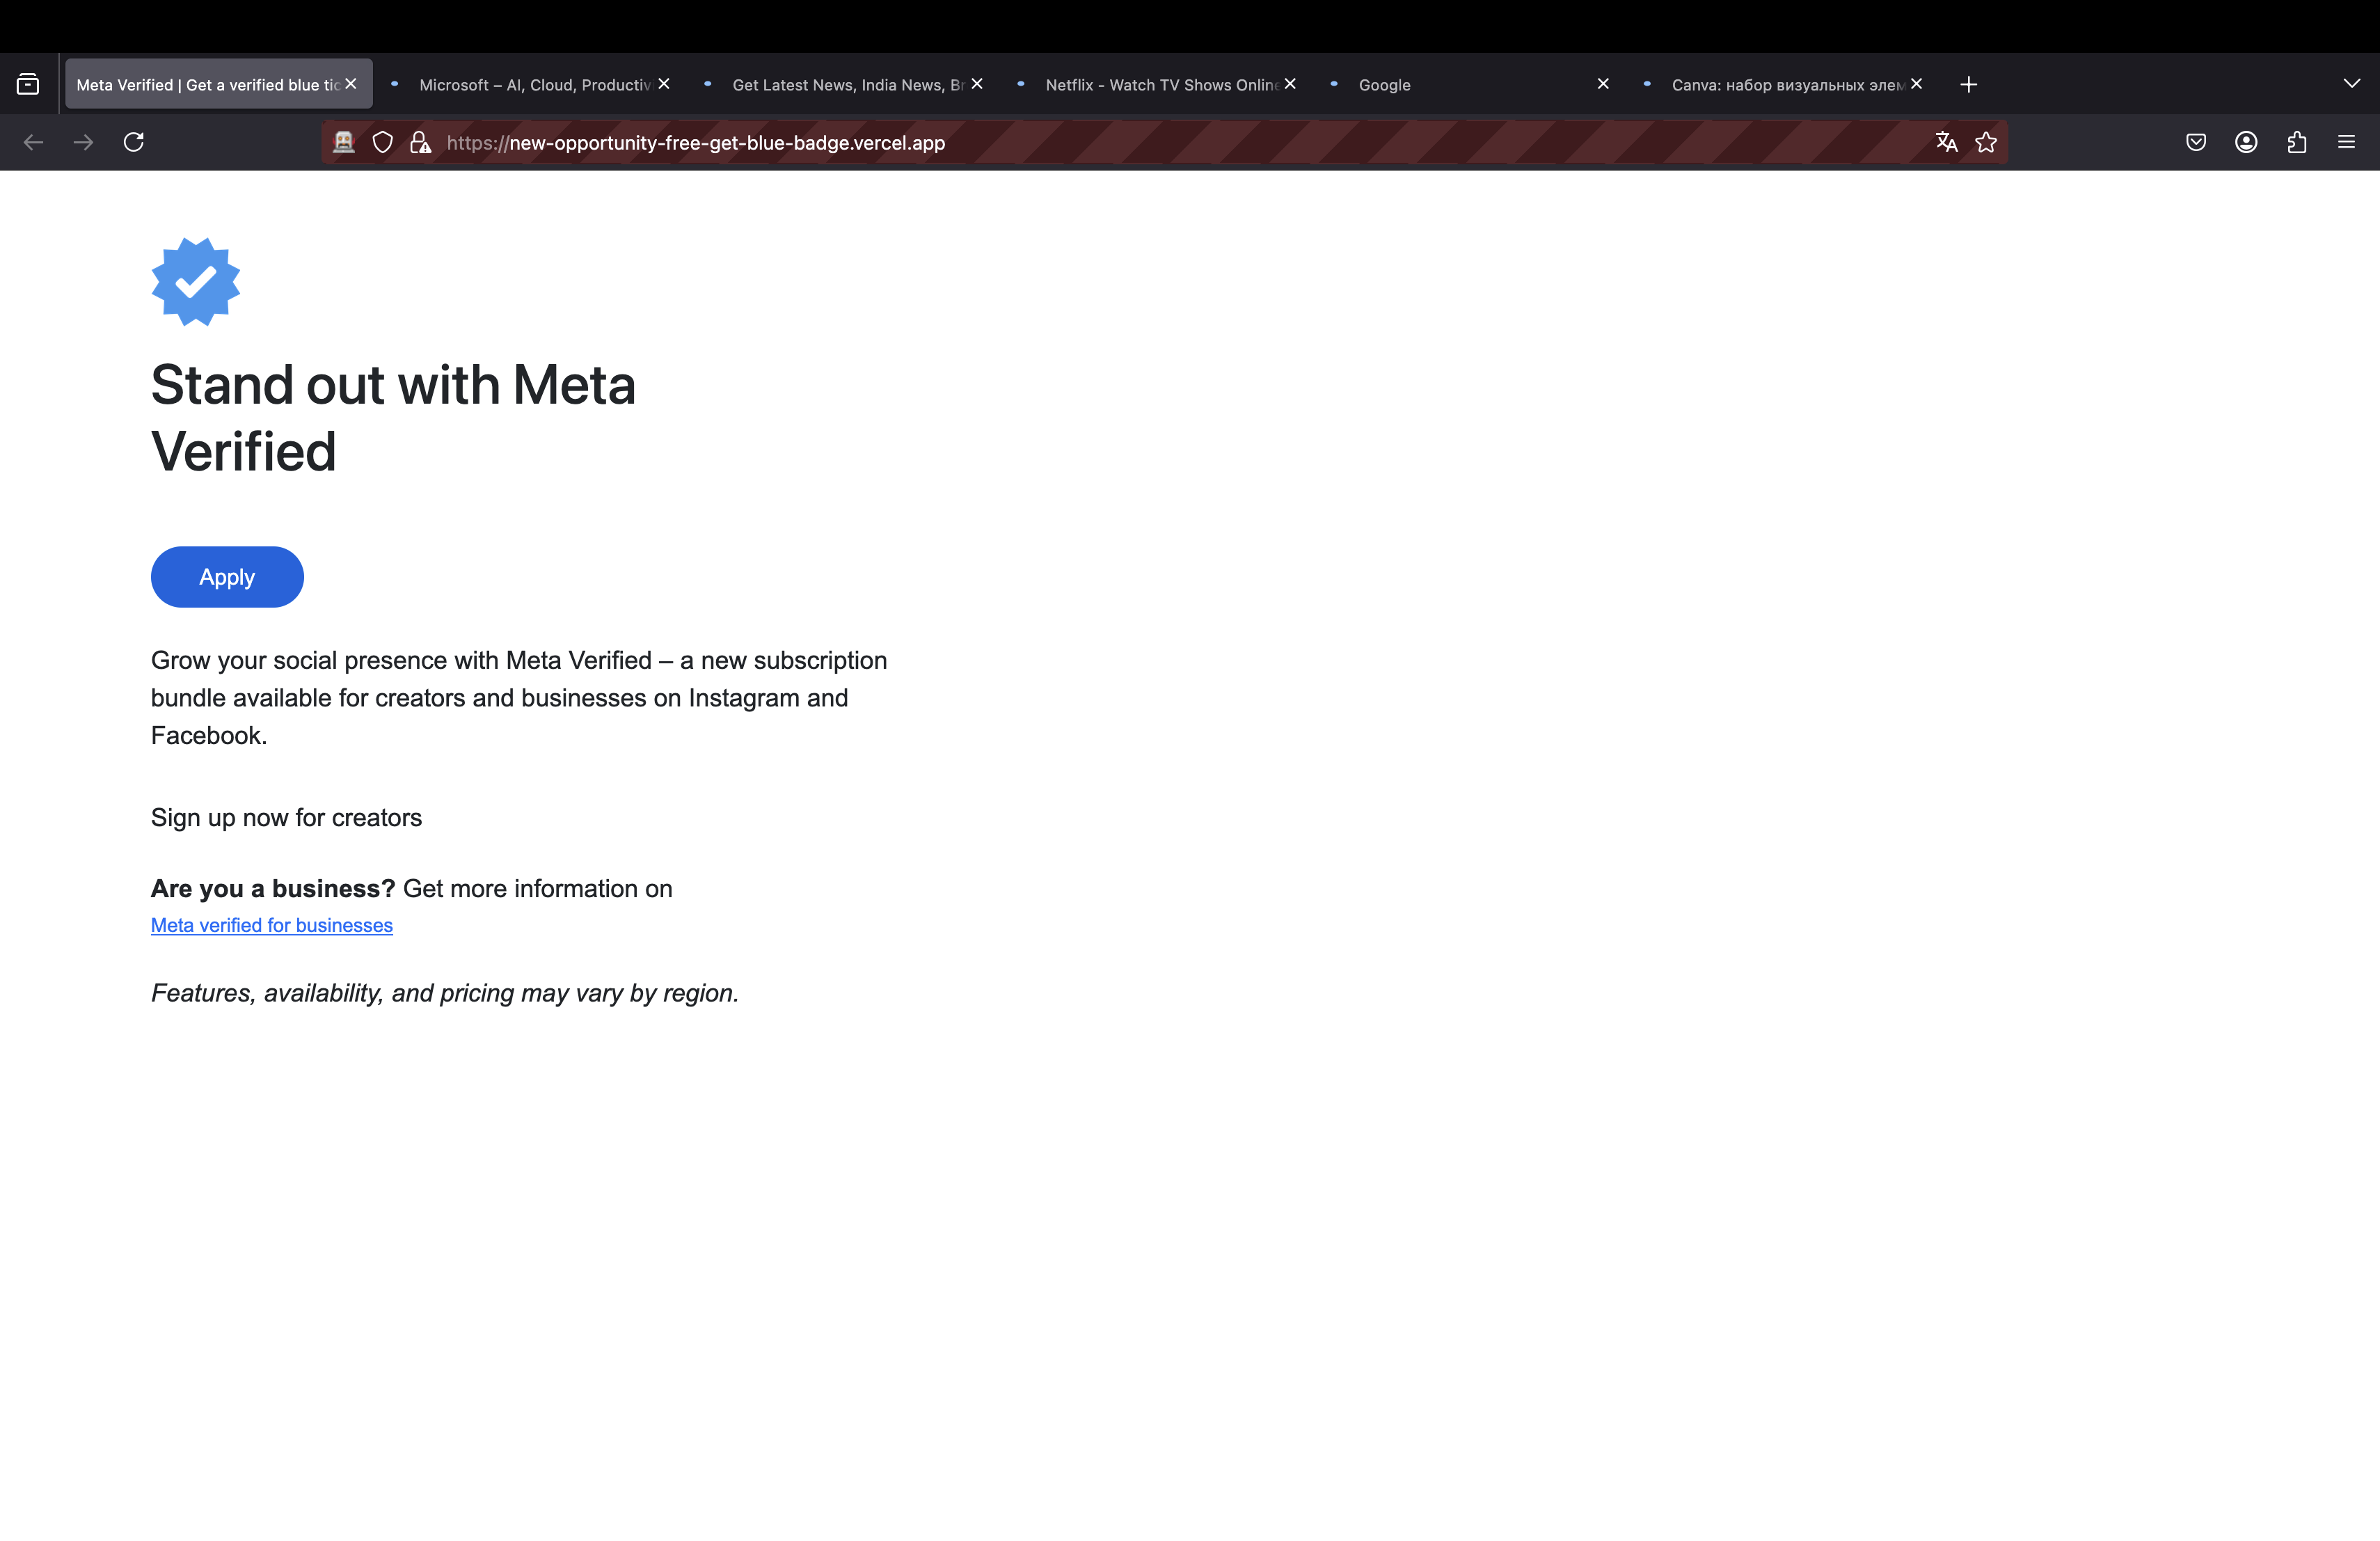 Meta Verified | Get a verified blue tic
Microsoft – AI, Cloud, Productivi
Get Latest News, India News, Br
Netflix - Watch TV Shows Online
Google
Canva: набор визуальных элем
https://new-opportunity-free-get-blue-badge.vercel.app
Stand out with Meta
Verified
Apply
Grow your social presence with Meta Verified – a new subscription
bundle available for creators and businesses on Instagram and
Facebook.
Sign up now for creators
Are you a business? Get more information on
Meta verified for businesses
Features, availability, and pricing may vary by region.